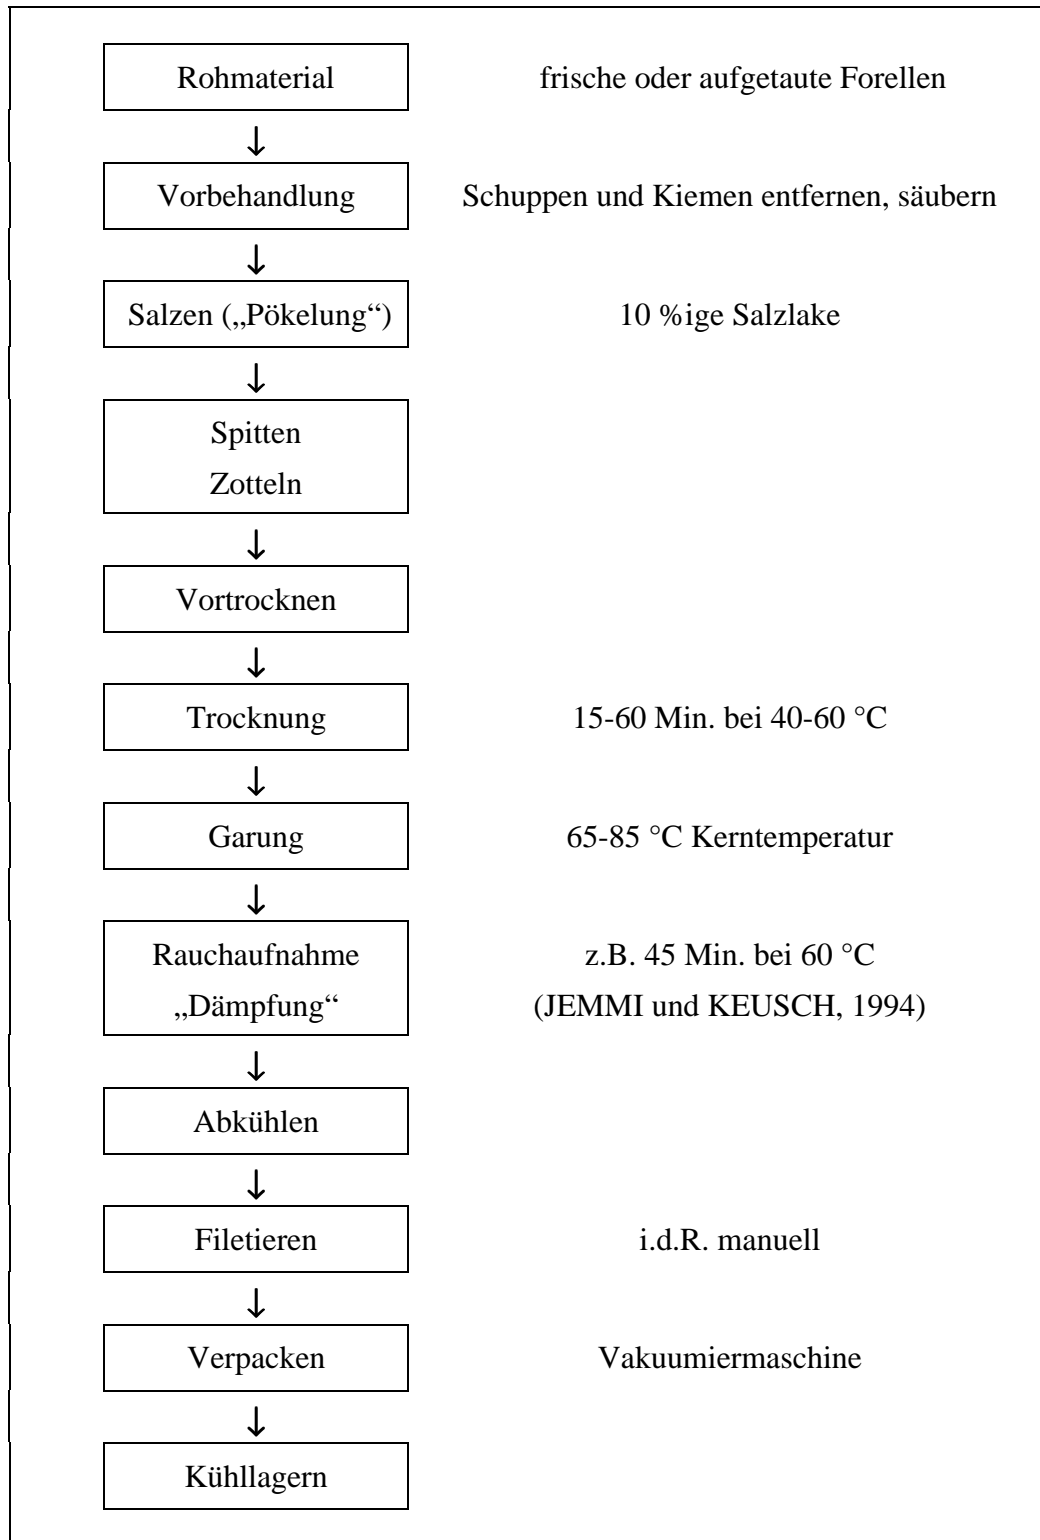 Rohmaterial frische oder aufgetaute Forellen
↓
Vorbehandlung Schuppen und Kiemen entfernen, säubern
↓
Salzen („Pökelung“) 10 %ige Salzlake
↓
Spitten
Zotteln
↓
Vortrocknen
↓
Trocknung 15-60 Min. bei 40-60 °C
↓
Garung 65-85 °C Kerntemperatur
↓
Rauchaufnahme z.B. 45 Min. bei 60 °C
„Dämpfung“ (JEMMI und KEUSCH, 1994)
↓
Abkühlen
↓
Filetieren i.d.R. manuell
↓
Verpacken Vakuumiermaschine
↓
Kühllagern